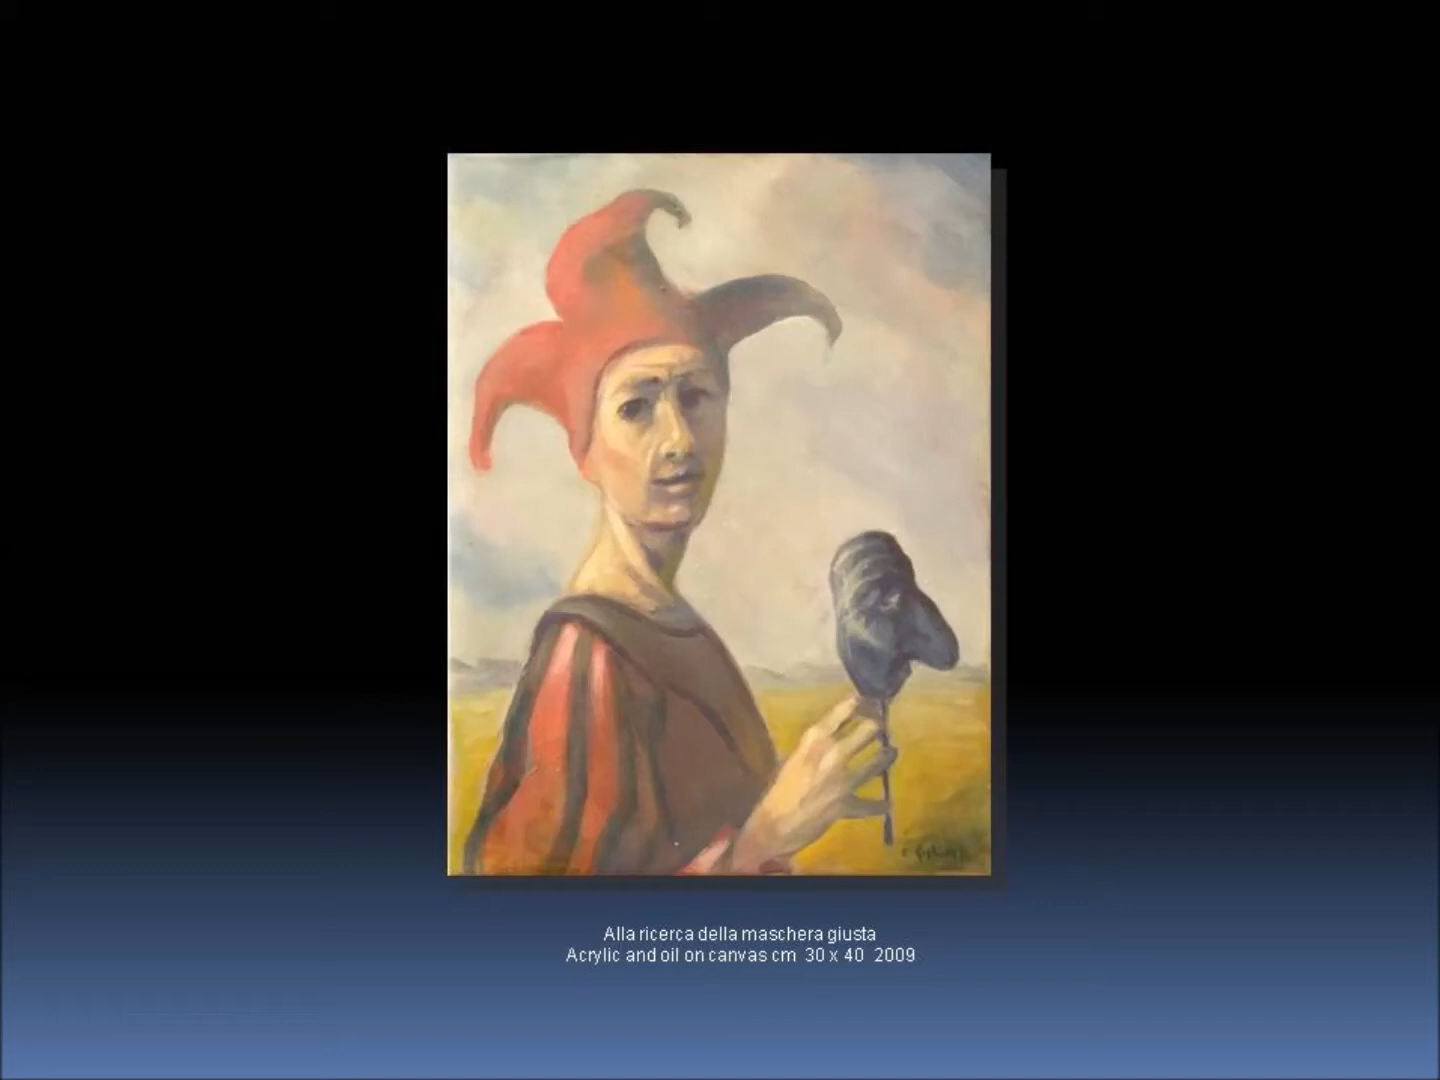 Alla ricerca della maschera giusta
Acrylic and oil on canvas cm 30 x 40 2009